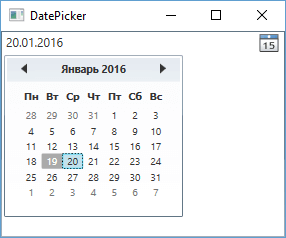 DatePicker
20.01.2016
15
Январь 2016
Пн Вт Ср Чт Пт Сб Вс
28 29 30 31 1 2 3
4 5 6 7 8 9 10
11 12 13 14 15 16 17
18 19 20 21 22 23 24
25 26 27 28 29 30 31
1 2 3 4 5 6 7